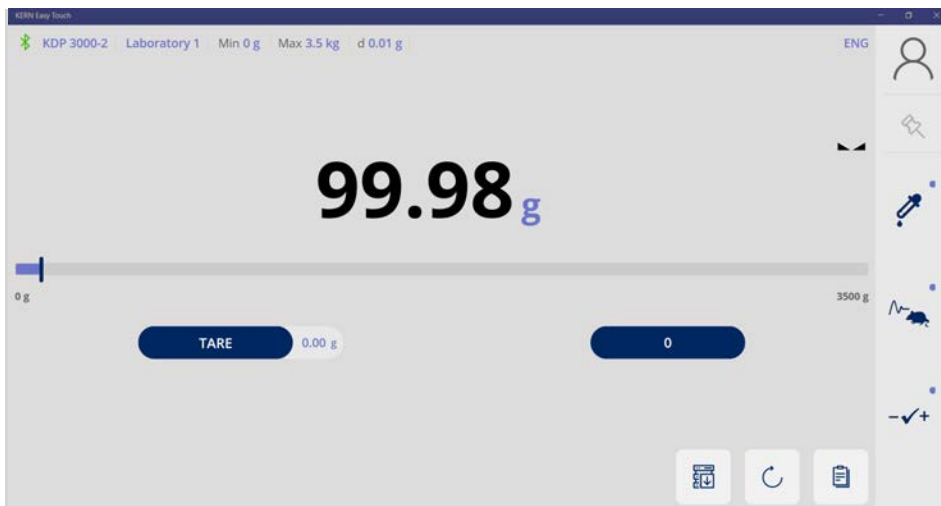 KERN Easy Touch
KDP 3000-2 Laboratory 1 Min 0 g Max 3.5 kg d 0.01 g ENG
99.98 g
0 g 3500 g
TARE 0.00 g 0